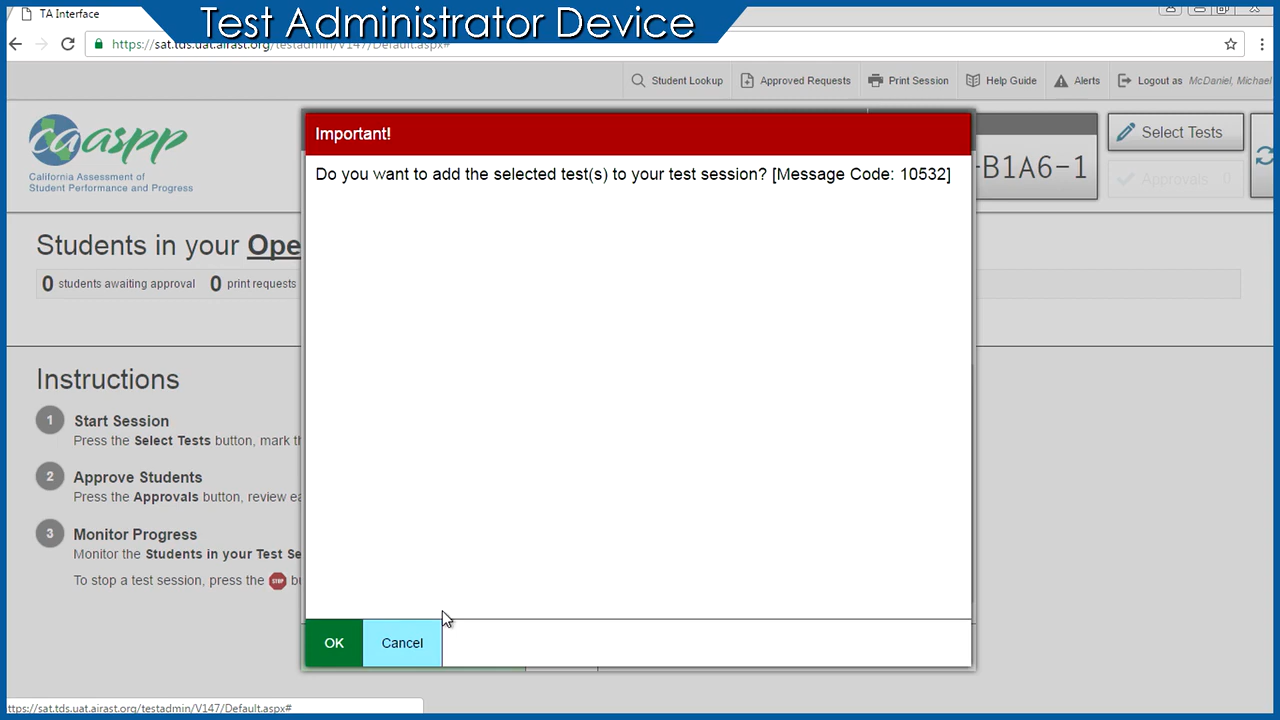 Test Administrator Device
TA Interface
https://sat.tds.uat.airast.org/testadmin/V147/Default.aspx#
Student Lookup
Approved Requests
Print Session
Help Guide
Alerts
Logout as McDaniel, Michael
caaspp
California Assessment of
Student Performance and Progress
Important!
Do you want to add the selected test(s) to your test session? [Message Code: 10532]
-B1A6-1
Select Tests
Approvals 0
Students in your Ope
0 students awaiting approval 0 print requests
Instructions
1 Start Session
Press the Select Tests button, mark th
2 Approve Students
Press the Approvals button, review ea
3 Monitor Progress
Monitor the Students in your Test Se
To stop a test session, press the STOP bu
OK
Cancel
ttps://sat.tds.uat.airast.org/testadmin/V147/Default.aspx#